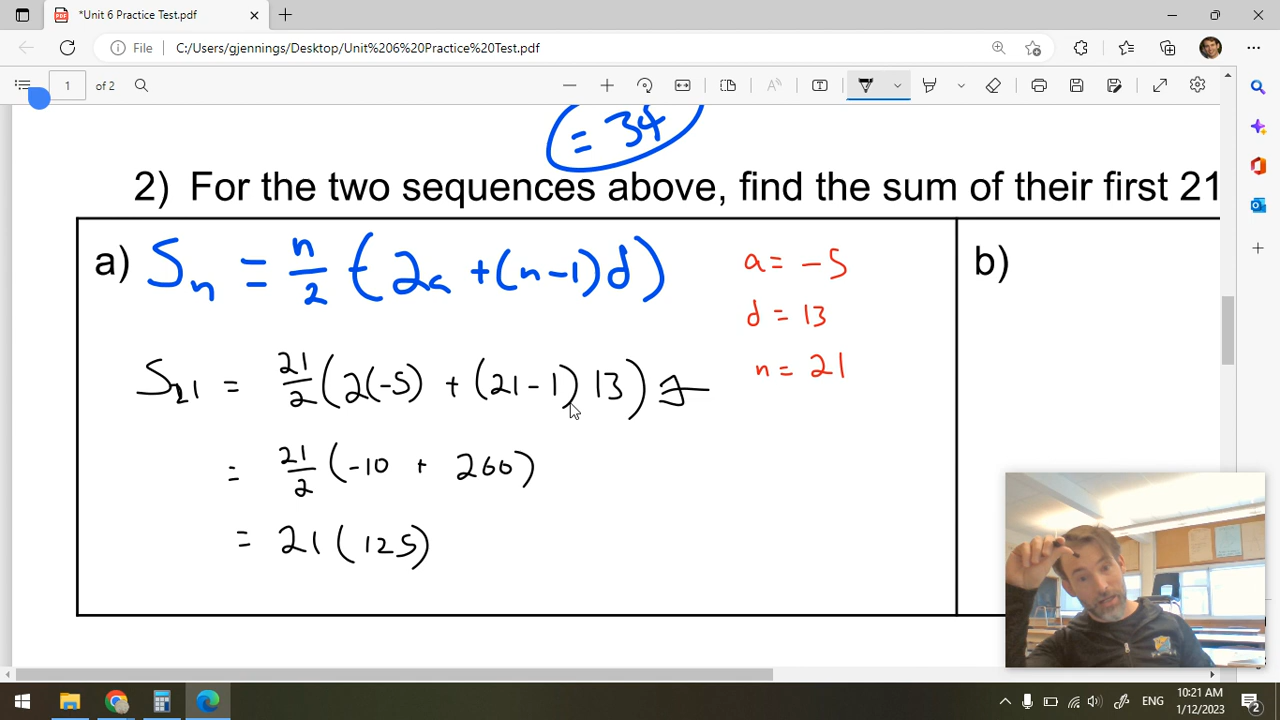 *Unit 6 Practice Test.pdf
File C:/Users/gjennings/Desktop/Unit%206%20Practice%20Test.pdf
1 of 2
= 34
2) For the two sequences above, find the sum of their first 21
a) Sn = n/2 (2a + (n-1)d)
a = -5
b)
d = 13
n = 21
S21 = 21/2 (2(-5) + (21-1) 13)
= 21/2 (-10 + 260)
= 21 (125)
ENG
10:21 AM
1/12/2023
2